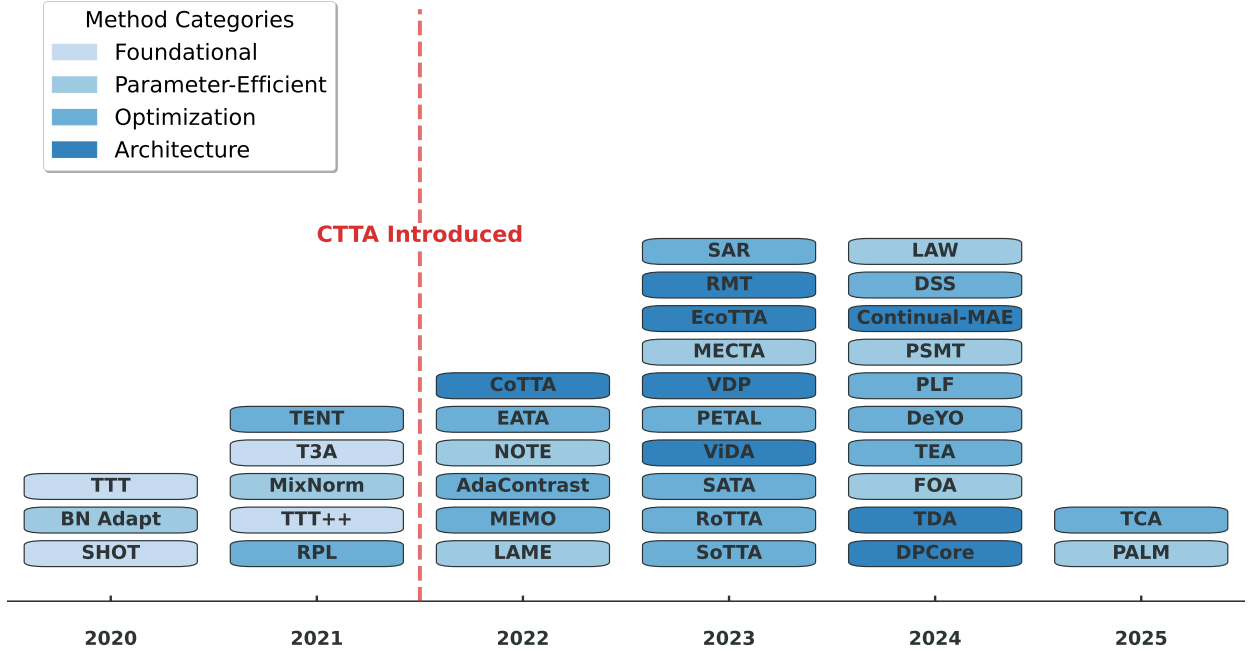 Method Categories
Foundational
Parameter-Efficient
Optimization
Architecture
CTTA Introduced
TTT
BN Adapt
SHOT
TENT
T3A
MixNorm
TTT++
RPL
CoTTA
EATA
NOTE
AdaContrast
MEMO
LAME
SAR
RMT
EcoTTA
MECTA
VDP
PETAL
ViDA
SATA
RoTTA
SoTTA
LAW
DSS
Continual-MAE
PSMT
PLF
DeYO
TEA
FOA
TDA
DPCore
TCA
PALM
2020
2021
2022
2023
2024
2025